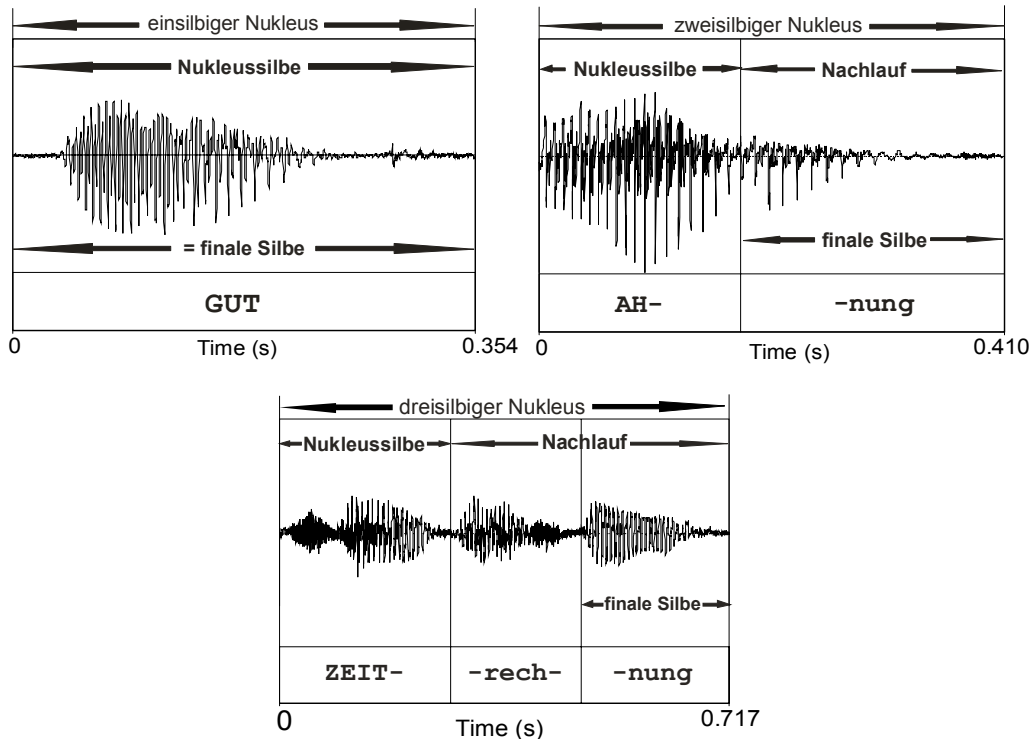 einsilbiger Nukleus
Nukleussilbe
= finale Silbe
GUT
0 Time (s) 0.354
zweisilbiger Nukleus
Nukleussilbe Nachlauf
finale Silbe
AH- -nung
0 Time (s) 0.410
dreisilbiger Nukleus
Nukleussilbe Nachlauf
finale Silbe
ZEIT- -rech- -nung
0 Time (s) 0.717